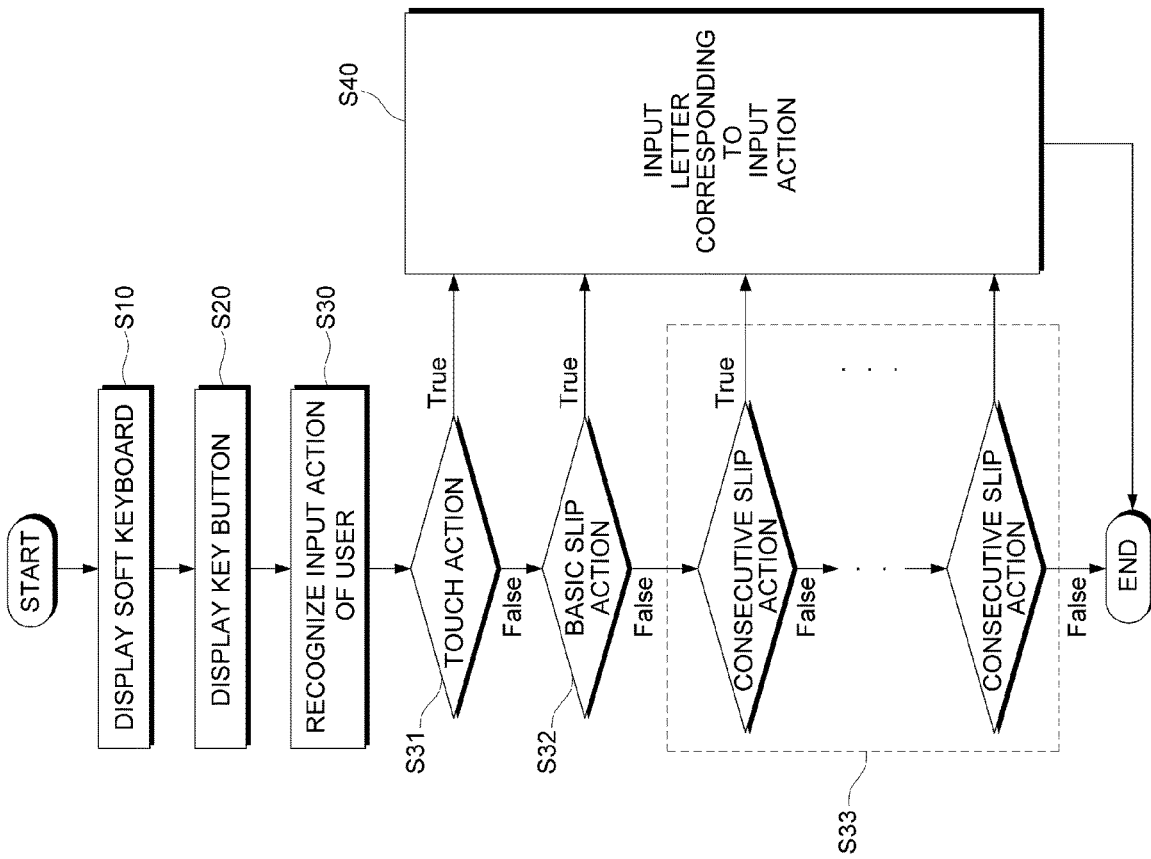 START
DISPLAY SOFT KEYBOARD
S10
DISPLAY KEY BUTTON
S20
RECOGNIZE INPUT ACTION
OF USER
S30
TOUCH ACTION
S31
True
False
BASIC SLIP
ACTION
S32
True
False
CONSECUTIVE SLIP
ACTION
True
False
. . .
. . .
CONSECUTIVE SLIP
ACTION
False
S33
INPUT
LETTER
CORRESPONDING
TO
INPUT
ACTION
S40
END